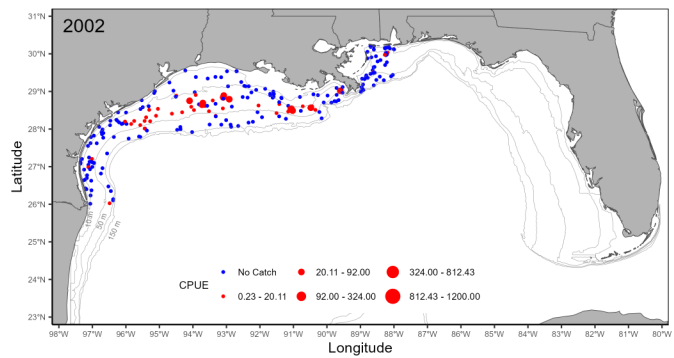 2002
31°N
30°N
29°N
28°N
27°N
26°N
25°N
24°N
23°N
Latitude
10 m
50 m
150 m
CPUE
No Catch
20.11 - 92.00
324.00 - 812.43
0.23 - 20.11
92.00 - 324.00
812.43 - 1200.00
98°W 97°W 96°W 95°W 94°W 93°W 92°W 91°W 90°W 89°W 88°W 87°W 86°W 85°W 84°W 83°W 82°W 81°W 80°W
Longitude